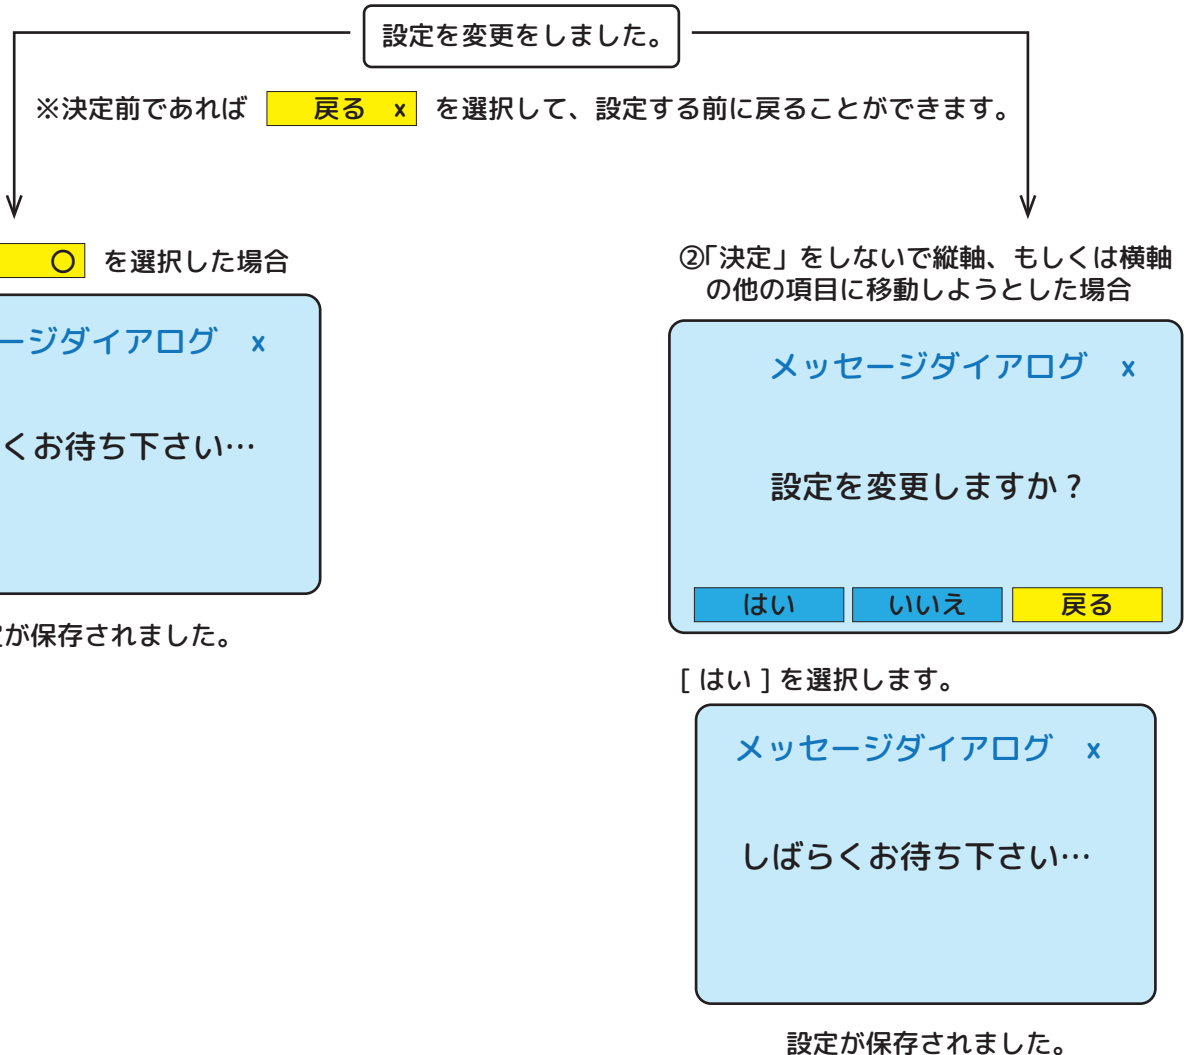 設定を変更をしました。
※決定前であれば 戻る x を選択して、設定する前に戻ることができます。
○ を選択した場合
ージダイアログ x
くお待ち下さい…
が保存されました。
②「決定」をしないで縦軸、もしくは横軸
の他の項目に移動しようとした場合
メッセージダイアログ x
設定を変更しますか？
はい いいえ 戻る
[ はい ] を選択します。
メッセージダイアログ x
しばらくお待ち下さい…
設定が保存されました。